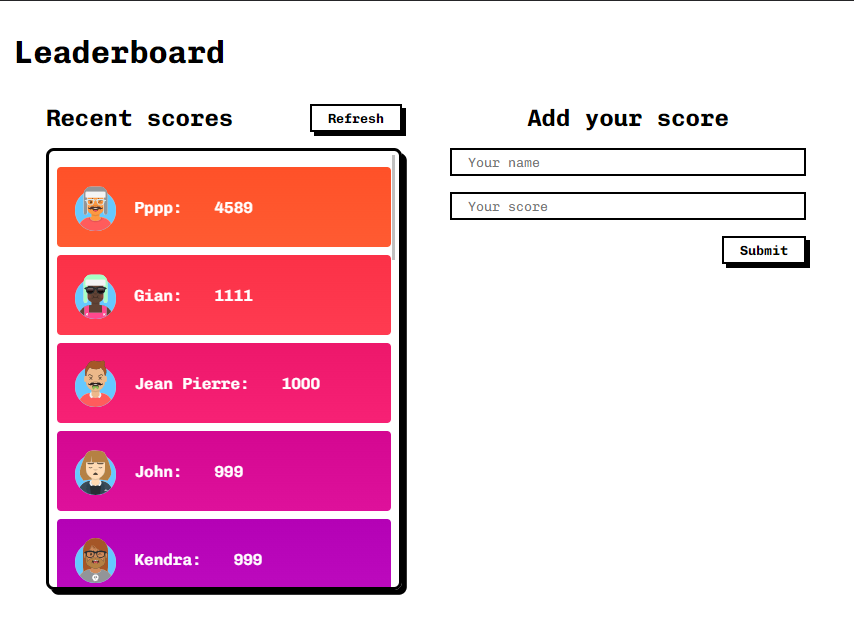 Leaderboard
Recent scores
Refresh
Pppp: 4589
Gian: 1111
Jean Pierre: 1000
John: 999
Kendra: 999
Add your score
Your name
Your score
Submit